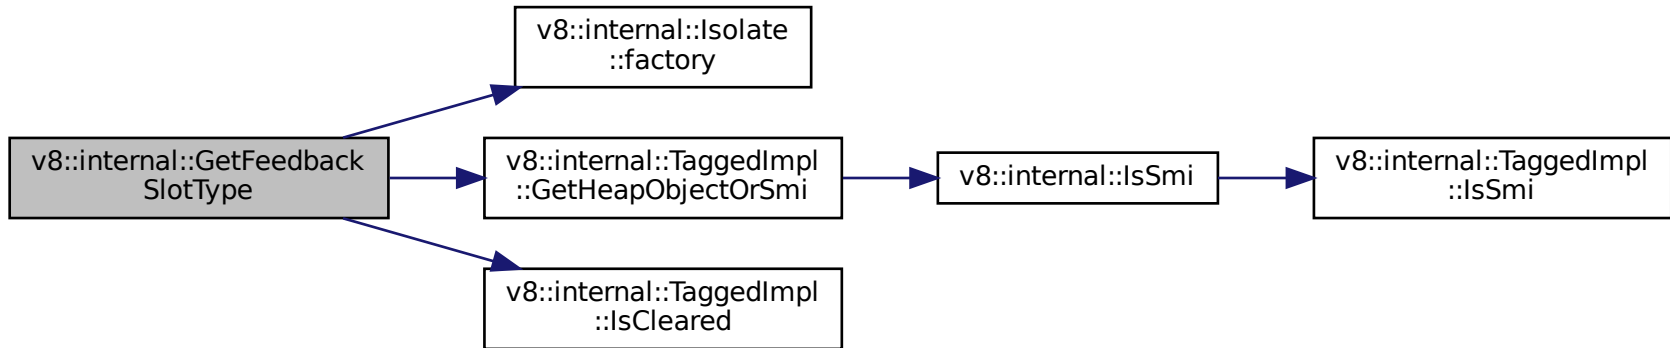 v8::internal::Isolate
::factory
v8::internal::GetFeedback
SlotType
v8::internal::TaggedImpl
::GetHeapObjectOrSmi
v8::internal::IsSmi
v8::internal::TaggedImpl
::IsSmi
v8::internal::TaggedImpl
::IsCleared